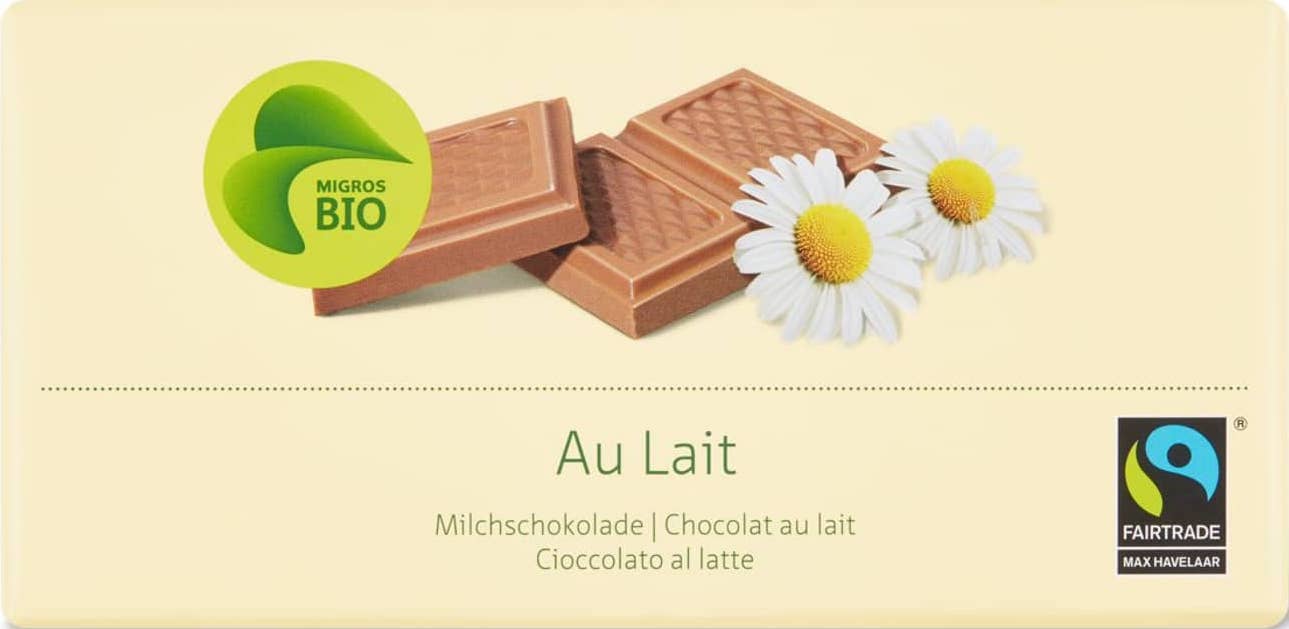 MIGROS
BIO
Au Lait
Milchschokolade | Chocolat au lait
Cioccolato al latte
®
FAIRTRADE
MAX HAVELAAR